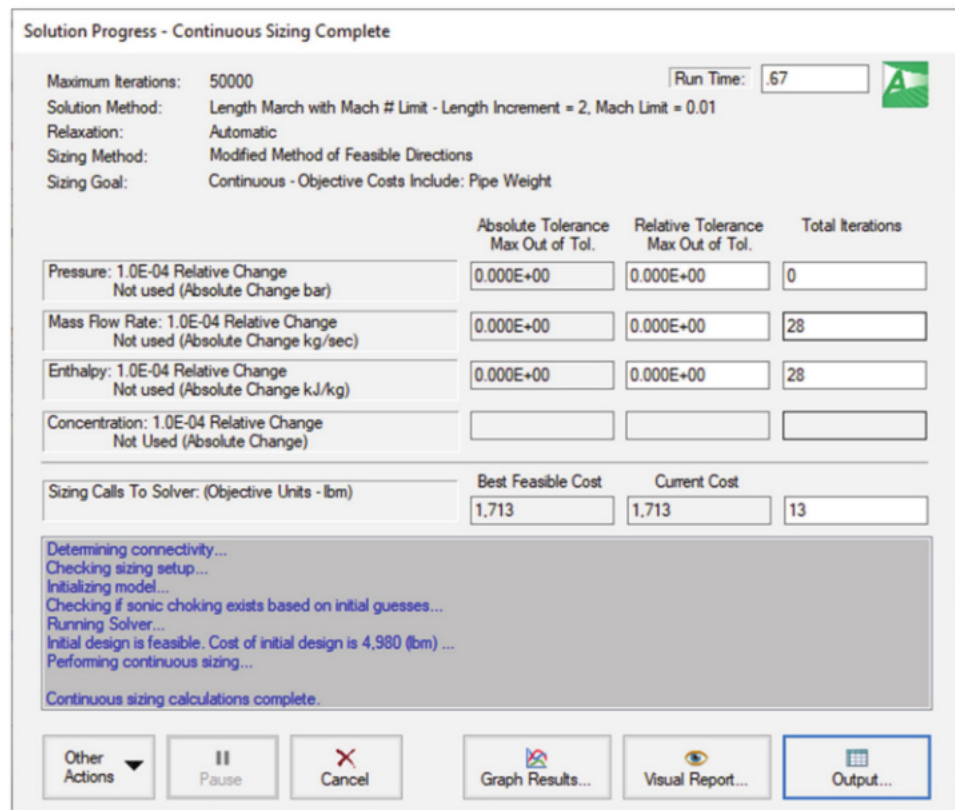 Solution Progress - Continuous Sizing Complete
Maximum Iterations: 50000
Run Time: .67
Solution Method: Length March with Mach # Limit - Length Increment = 2, Mach Limit = 0.01
Relaxation: Automatic
Sizing Method: Modified Method of Feasible Directions
Sizing Goal: Continuous - Objective Costs Include: Pipe Weight
Absolute Tolerance Relative Tolerance Total Iterations
Max Out of Tol. Max Out of Tol.
Pressure: 1.0E-04 Relative Change 0.000E+00 0.000E+00 0
Not used (Absolute Change bar)
Mass Flow Rate: 1.0E-04 Relative Change 0.000E+00 0.000E+00 28
Not used (Absolute Change kg/sec)
Enthalpy: 1.0E-04 Relative Change 0.000E+00 0.000E+00 28
Not used (Absolute Change kJ/kg)
Concentration: 1.0E-04 Relative Change
Not Used (Absolute Change)
Best Feasible Cost Current Cost
Sizing Calls To Solver: (Objective Units - lbm) 1,713 1,713 13
Determining connectivity...
Checking sizing setup...
Initializing model...
Checking if sonic choking exists based on initial guesses...
Running Solver...
Initial design is feasible. Cost of initial design is 4,980 (lbm) ...
Performing continuous sizing...
Continuous sizing calculations complete.
Other Actions
Pause
Cancel
Graph Results...
Visual Report...
Output...